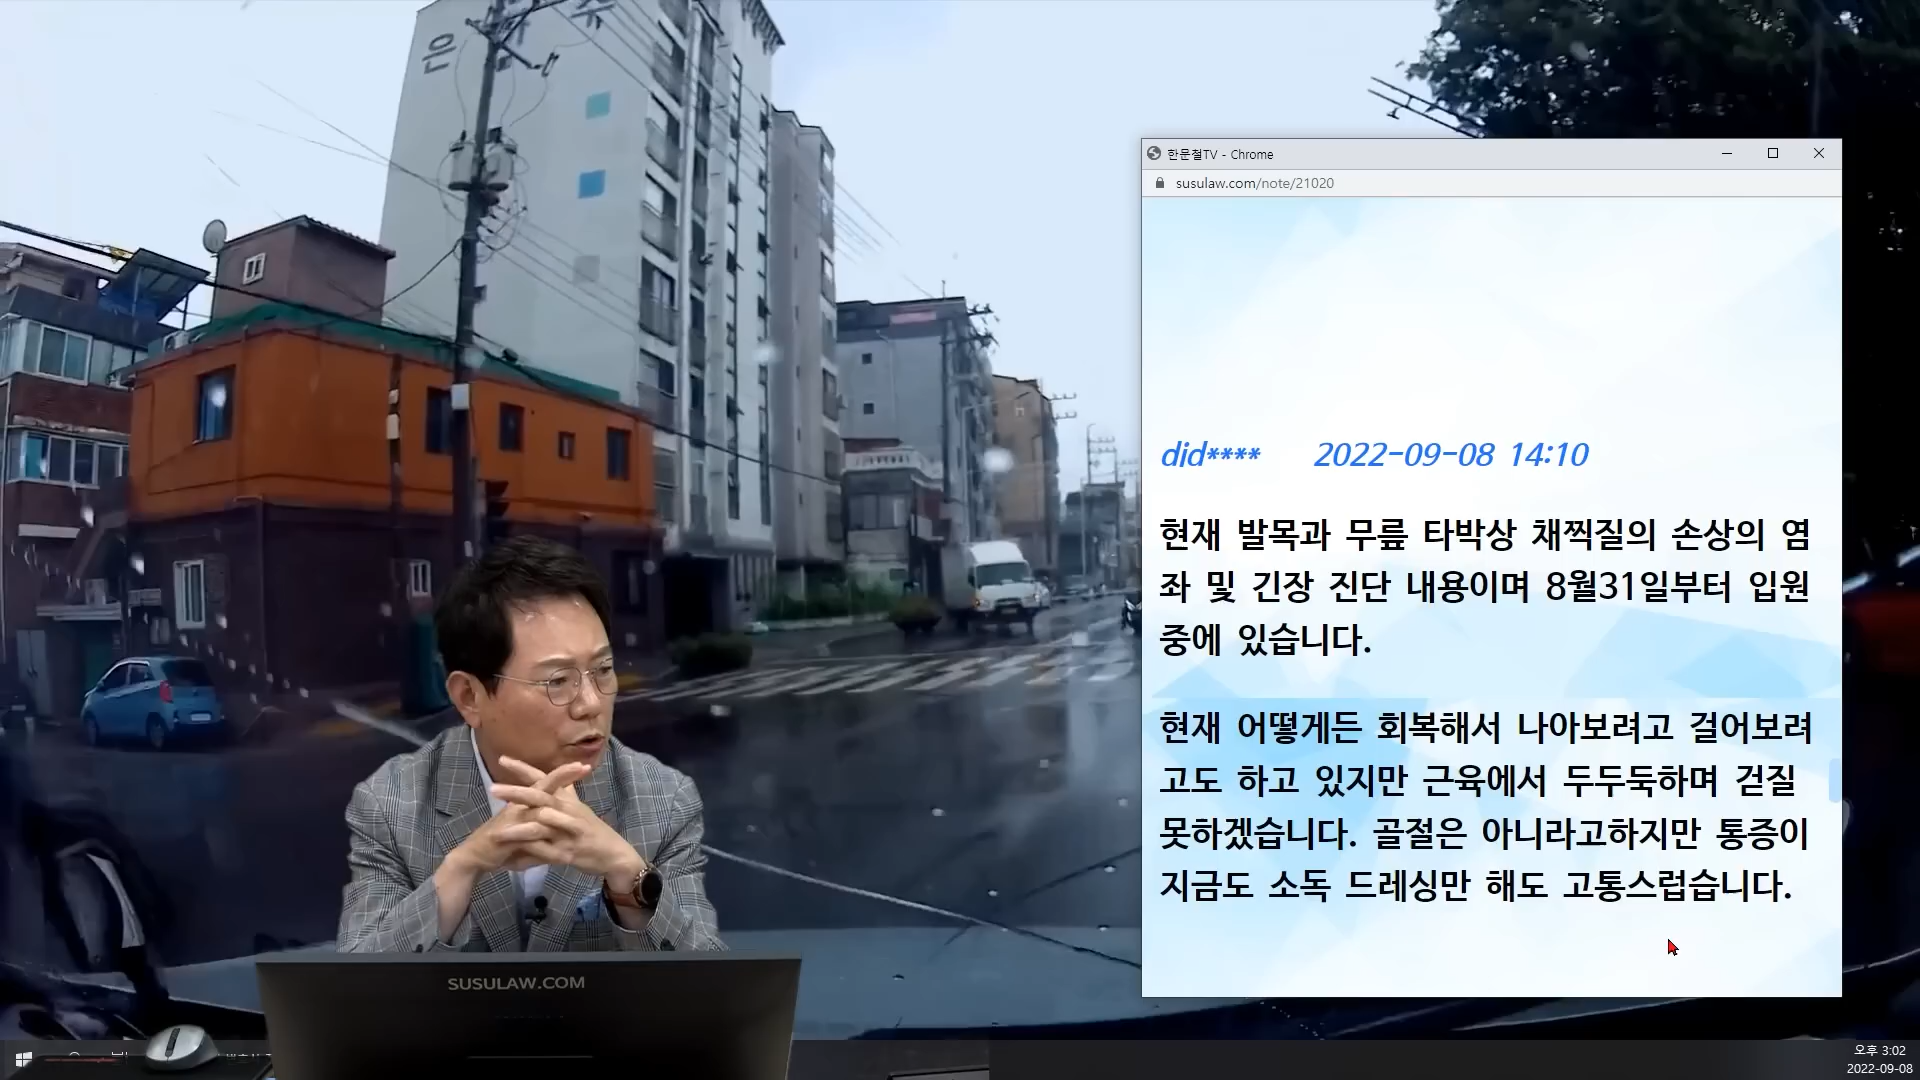 은
한문철TV - Chrome
susulaw.com/note/21020
did**** 2022-09-08 14:10
현재 발목과 무릎 타박상 채찍질의 손상의 염
좌 및 긴장 진단 내용이며 8월31일부터 입원
중에 있습니다.
현재 어떻게든 회복해서 나아보려고 걸어보려
고도 하고 있지만 근육에서 두두둑하며 걷질
못하겠습니다. 골절은 아니라고하지만 통증이
지금도 소독 드레싱만 해도 고통스럽습니다.
SUSULAW.COM
오후 3:02
2022-09-08